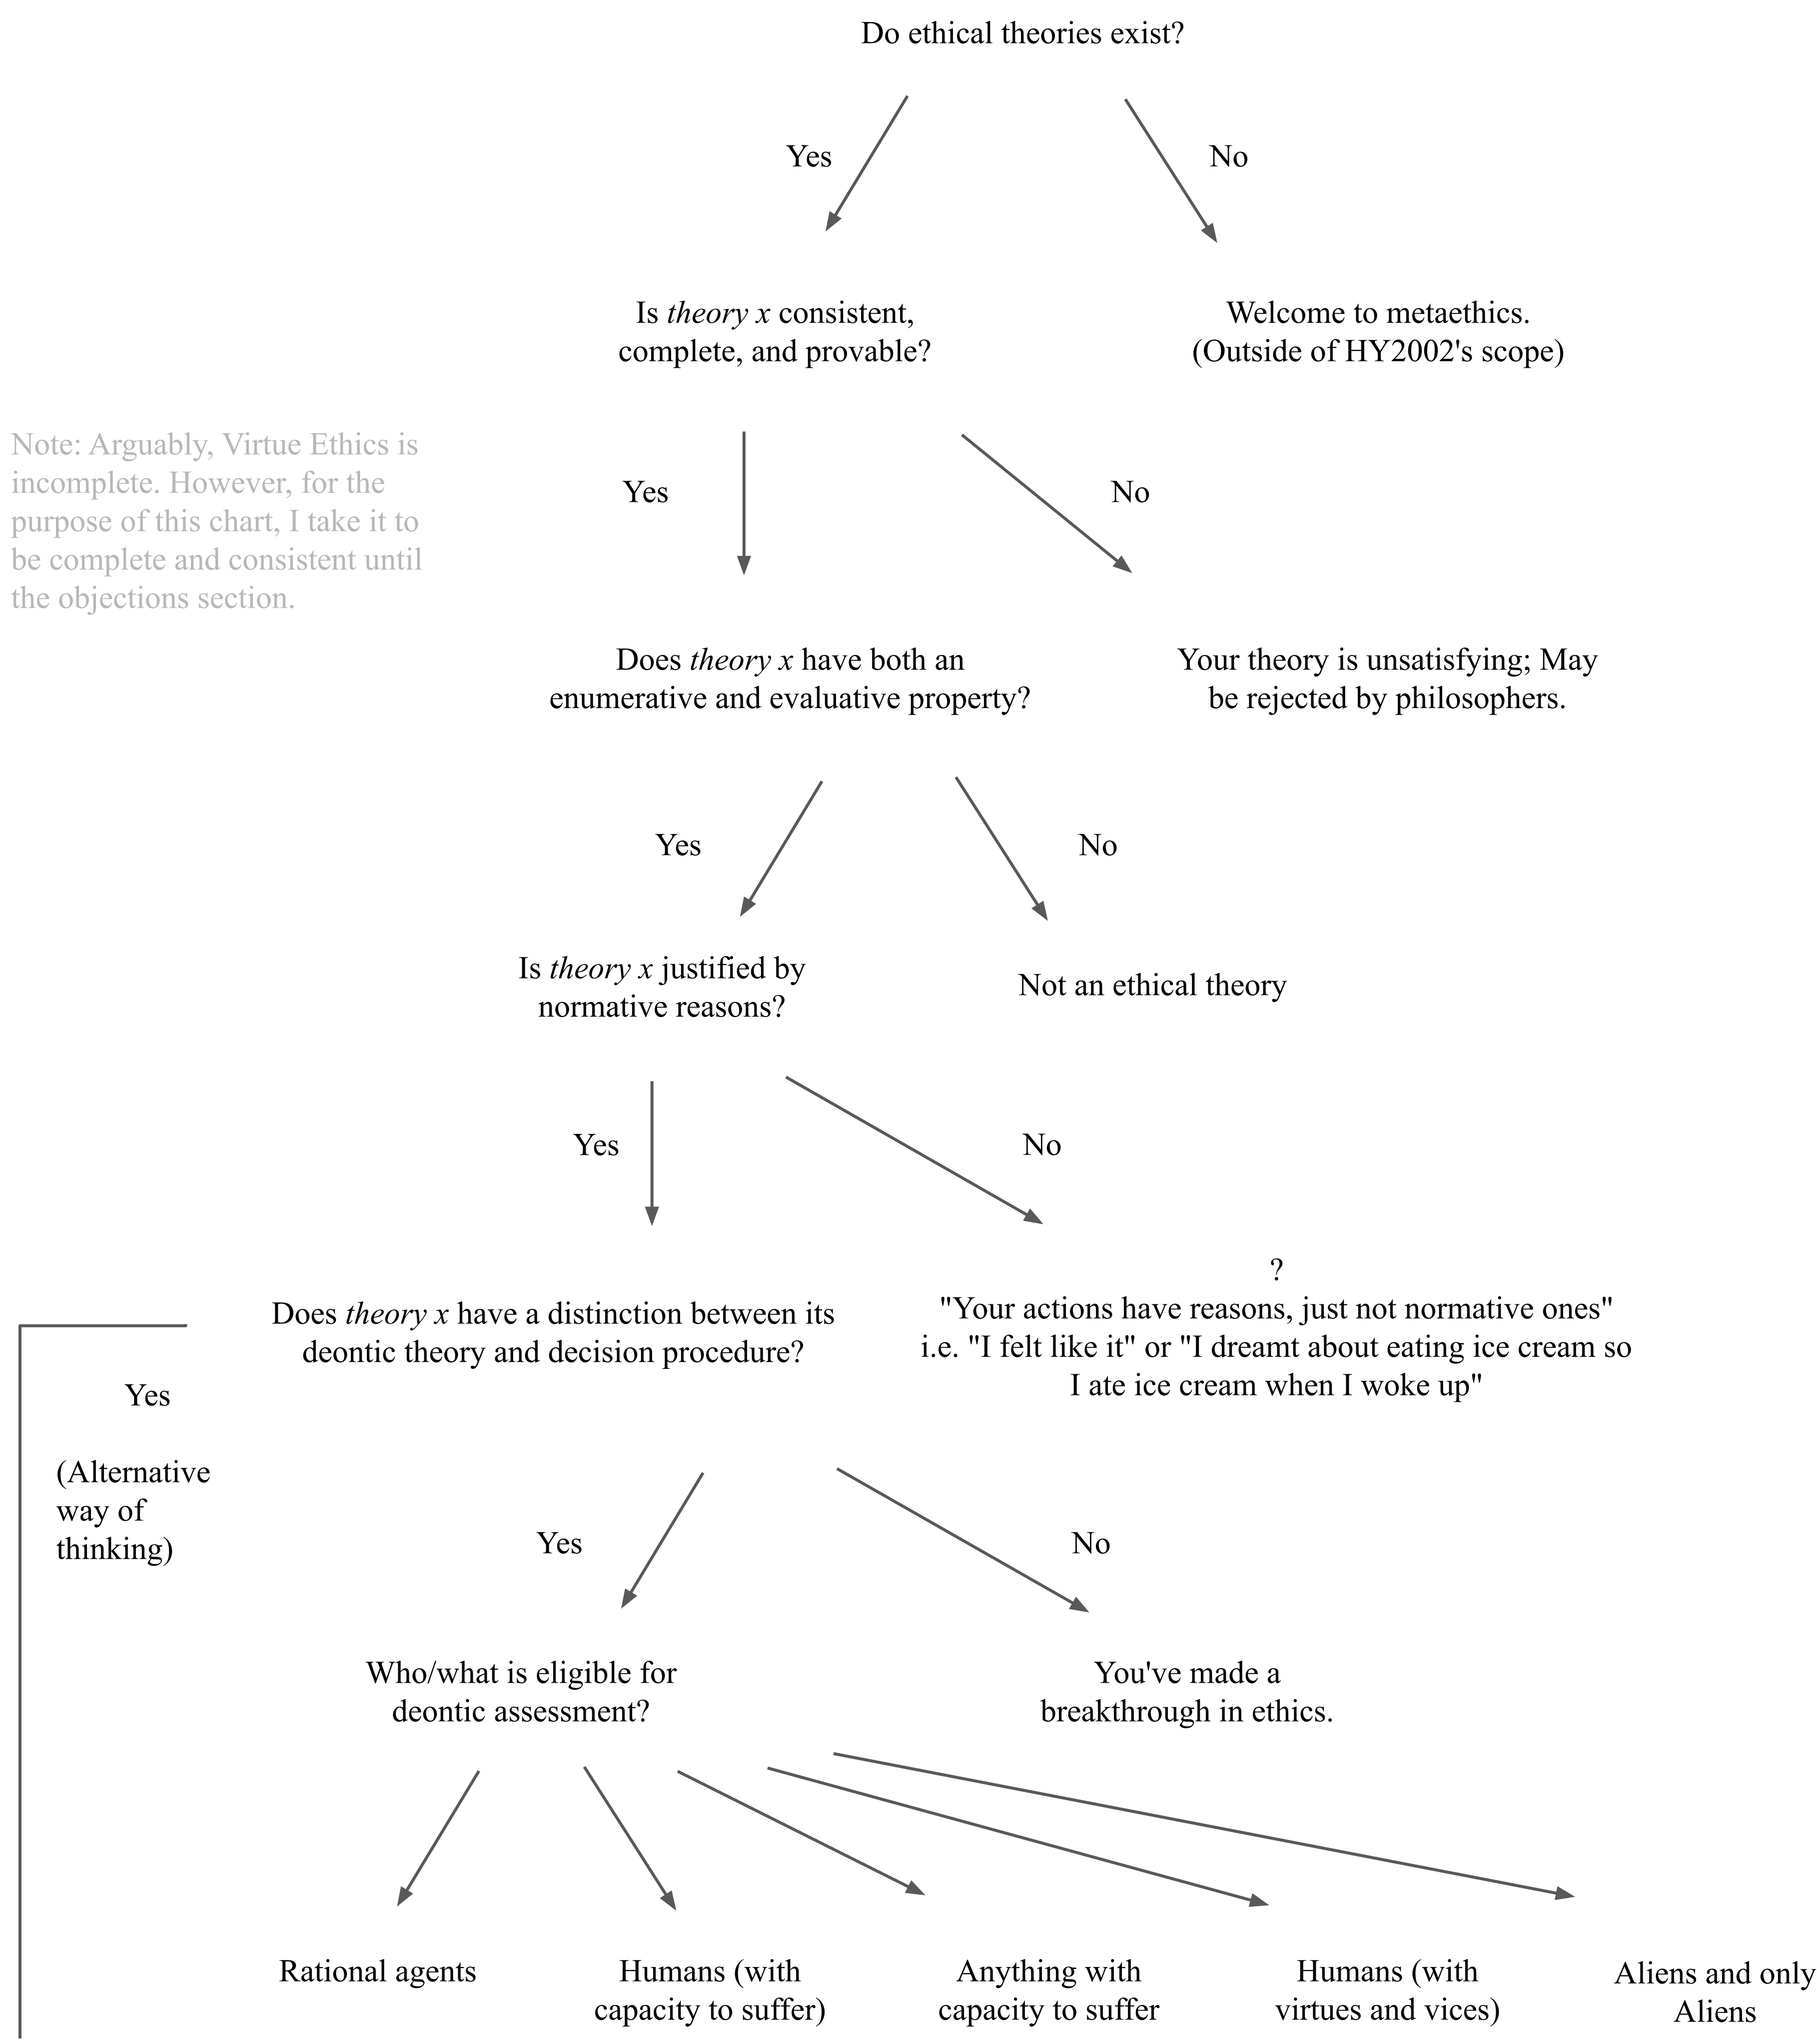 Do ethical theories exist?
Yes
No
Is theory x consistent,
complete, and provable?
Welcome to metaethics.
(Outside of HY2002's scope)
Note: Arguably, Virtue Ethics is
incomplete. However, for the
purpose of this chart, I take it to
be complete and consistent until
the objections section.
Yes
No
Does theory x have both an
enumerative and evaluative property?
Your theory is unsatisfying; May
be rejected by philosophers.
Yes
No
Is theory x justified by
normative reasons?
Not an ethical theory
Yes
No
Does theory x have a distinction between its
deontic theory and decision procedure?
?
"Your actions have reasons, just not normative ones"
i.e. "I felt like it" or "I dreamt about eating ice cream so
I ate ice cream when I woke up"
Yes
(Alternative
way of
thinking)
Yes
No
Who/what is eligible for
deontic assessment?
You've made a
breakthrough in ethics.
Rational agents
Humans (with
capacity to suffer)
Anything with
capacity to suffer
Humans (with
virtues and vices)
Aliens and only
Aliens